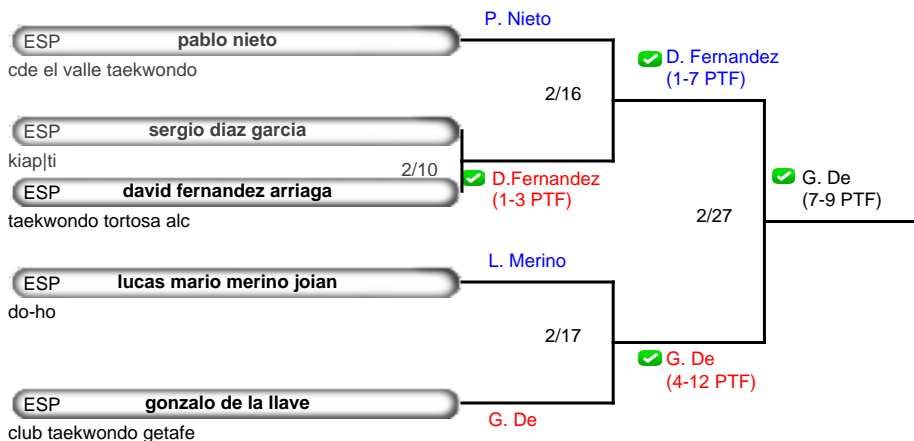 P. Nieto
ESP pablo nieto
cde el valle taekwondo
D. Fernandez
(1-7 PTF)
2/16
ESP sergio diaz garcia
kiap|ti
2/10
D.Fernandez
(1-3 PTF)
ESP david fernandez arriaga
taekwondo tortosa alc
G. De
(7-9 PTF)
2/27
L. Merino
ESP lucas mario merino joian
do-ho
2/17
G. De
(4-12 PTF)
ESP gonzalo de la llave
G. De
club taekwondo getafe